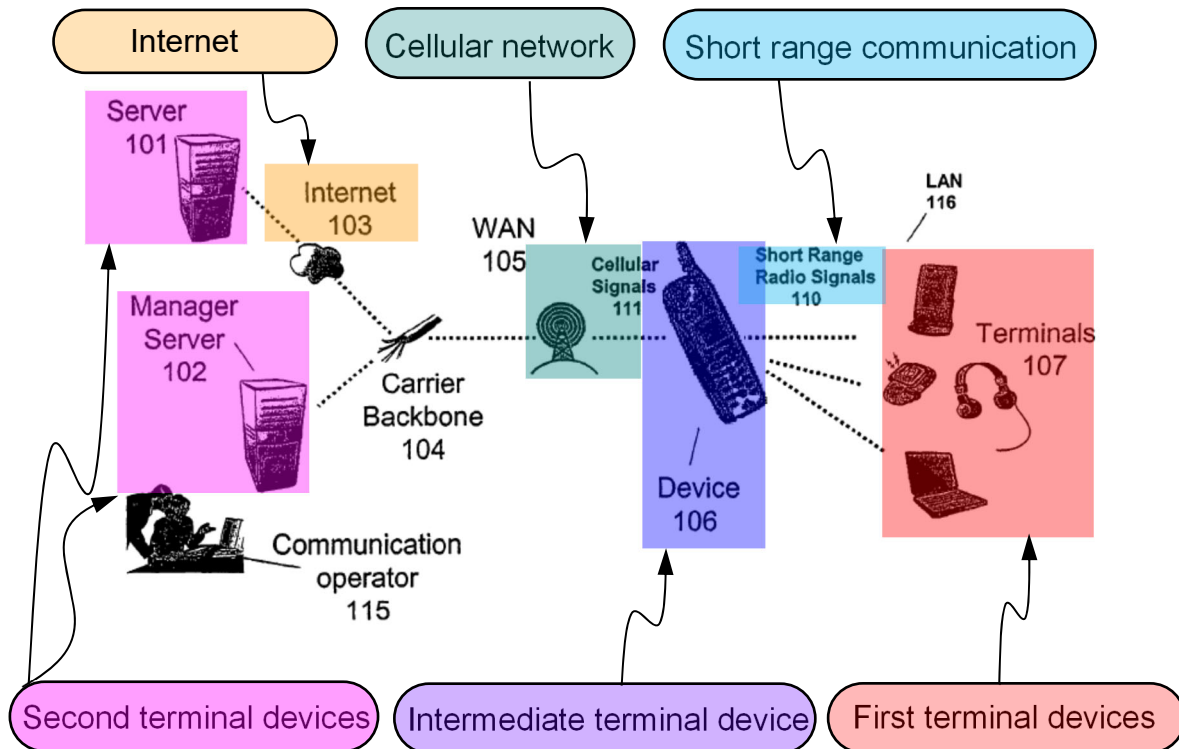 Internet
Cellular network
Short range communication
Server
101
Internet
103
LAN
116
WAN
105
Cellular
Signals
111
Short Range
Radio Signals
110
Manager
Server
102
Terminals
107
Carrier
Backbone
104
Device
106
Communication
operator
115
Second terminal devices
Intermediate terminal device
First terminal devices